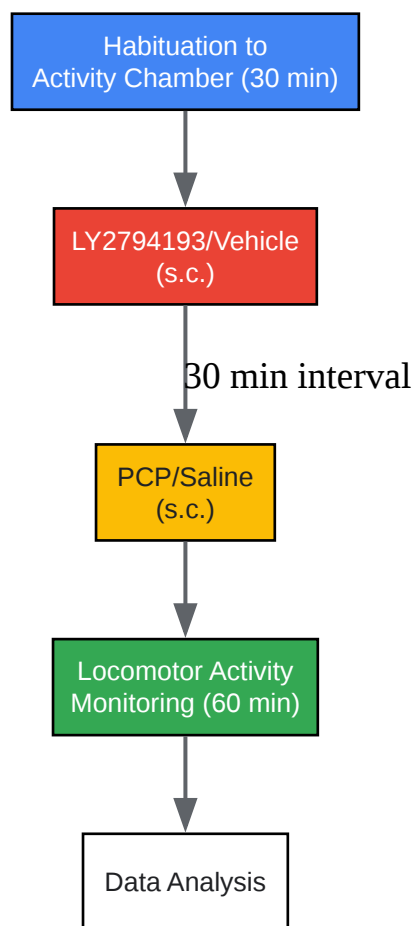 Habituation to
Activity Chamber (30 min)
LY2794193/Vehicle
(s.c.)
30 min interval
PCP/Saline
(s.c.)
Locomotor Activity
Monitoring (60 min)
Data Analysis